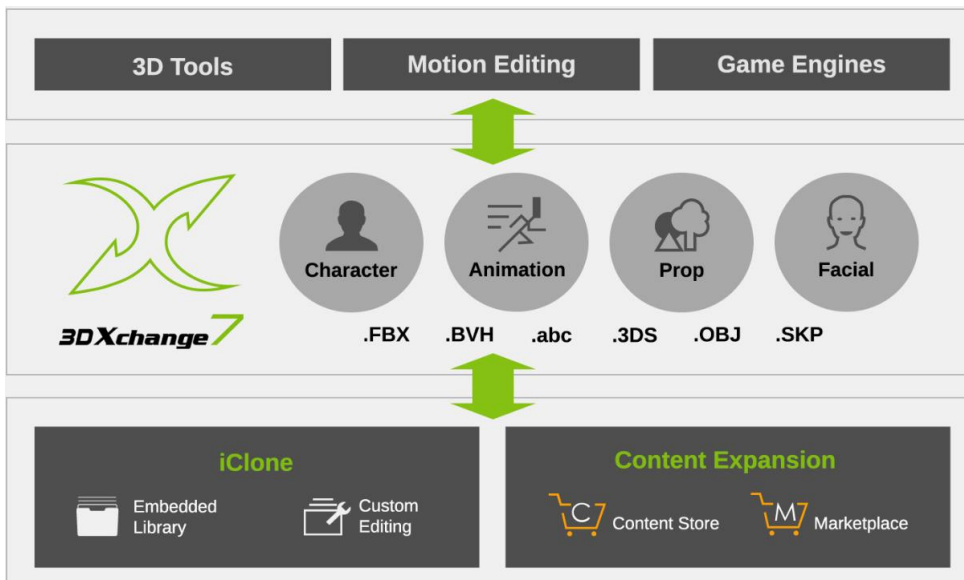 3D Tools
Motion Editing
Game Engines
Character
Animation
Prop
Facial
3DXchange7
.FBX
.BVH
.abc
.3DS
.OBJ
.SKP
iClone
Embedded
Library
Custom
Editing
Content Expansion
C
Content Store
M
Marketplace